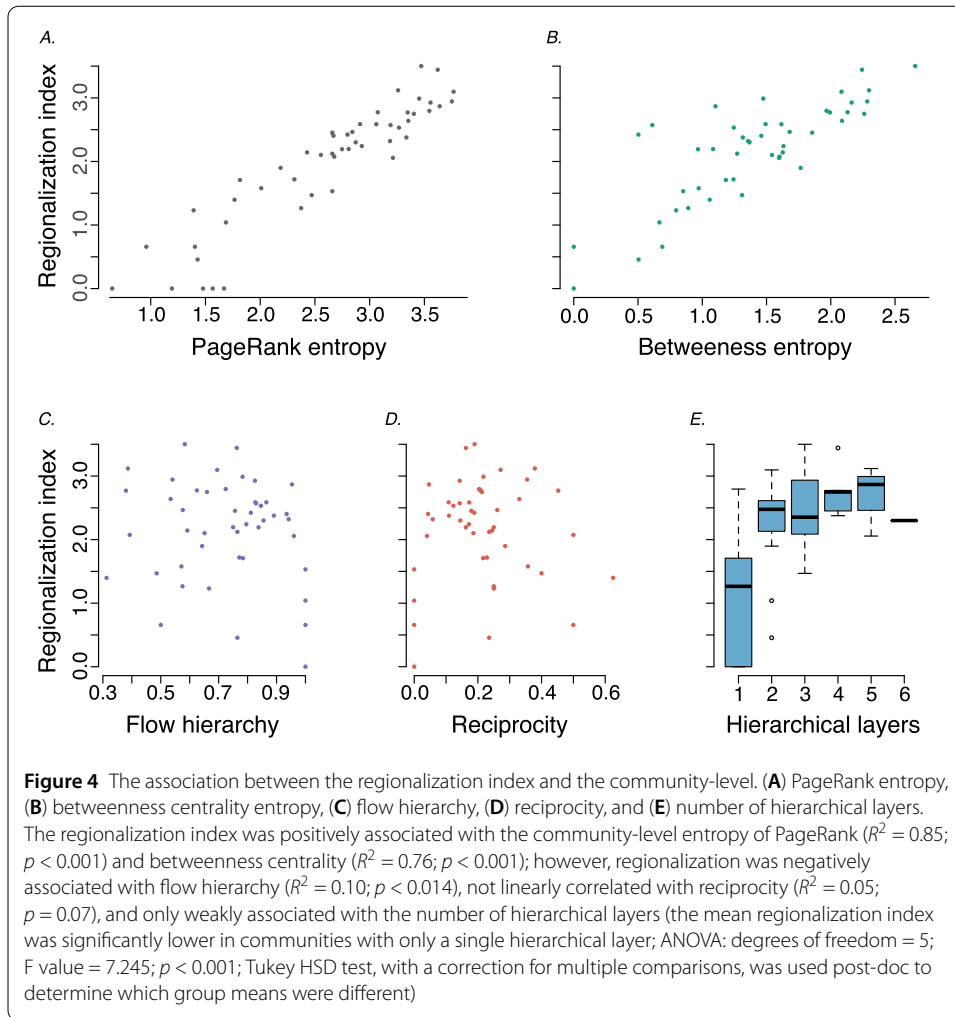 A.
B.
Regionalization index
0.0 1.0 2.0 3.0
1.0 1.5 2.0 2.5 3.0 3.5
0.0 0.5 1.0 1.5 2.0 2.5
PageRank entropy
Betweeness entropy
C.
D.
E.
Regionalization index
0.0 1.0 2.0 3.0
0.3 0.5 0.7 0.9
0.0 0.2 0.4 0.6
1 2 3 4 5 6
Flow hierarchy
Reciprocity
Hierarchical layers
Figure 4 The association between the regionalization index and the community-level. (A) PageRank entropy,
(B) betweenness centrality entropy, (C) flow hierarchy, (D) reciprocity, and (E) number of hierarchical layers.
The regionalization index was positively associated with the community-level entropy of PageRank (R² = 0.85;
p < 0.001) and betweenness centrality (R² = 0.76; p < 0.001); however, regionalization was negatively
associated with flow hierarchy (R² = 0.10; p < 0.014), not linearly correlated with reciprocity (R² = 0.05;
p = 0.07), and only weakly associated with the number of hierarchical layers (the mean regionalization index
was significantly lower in communities with only a single hierarchical layer; ANOVA: degrees of freedom = 5;
F value = 7.245; p < 0.001; Tukey HSD test, with a correction for multiple comparisons, was used post-doc to
determine which group means were different)